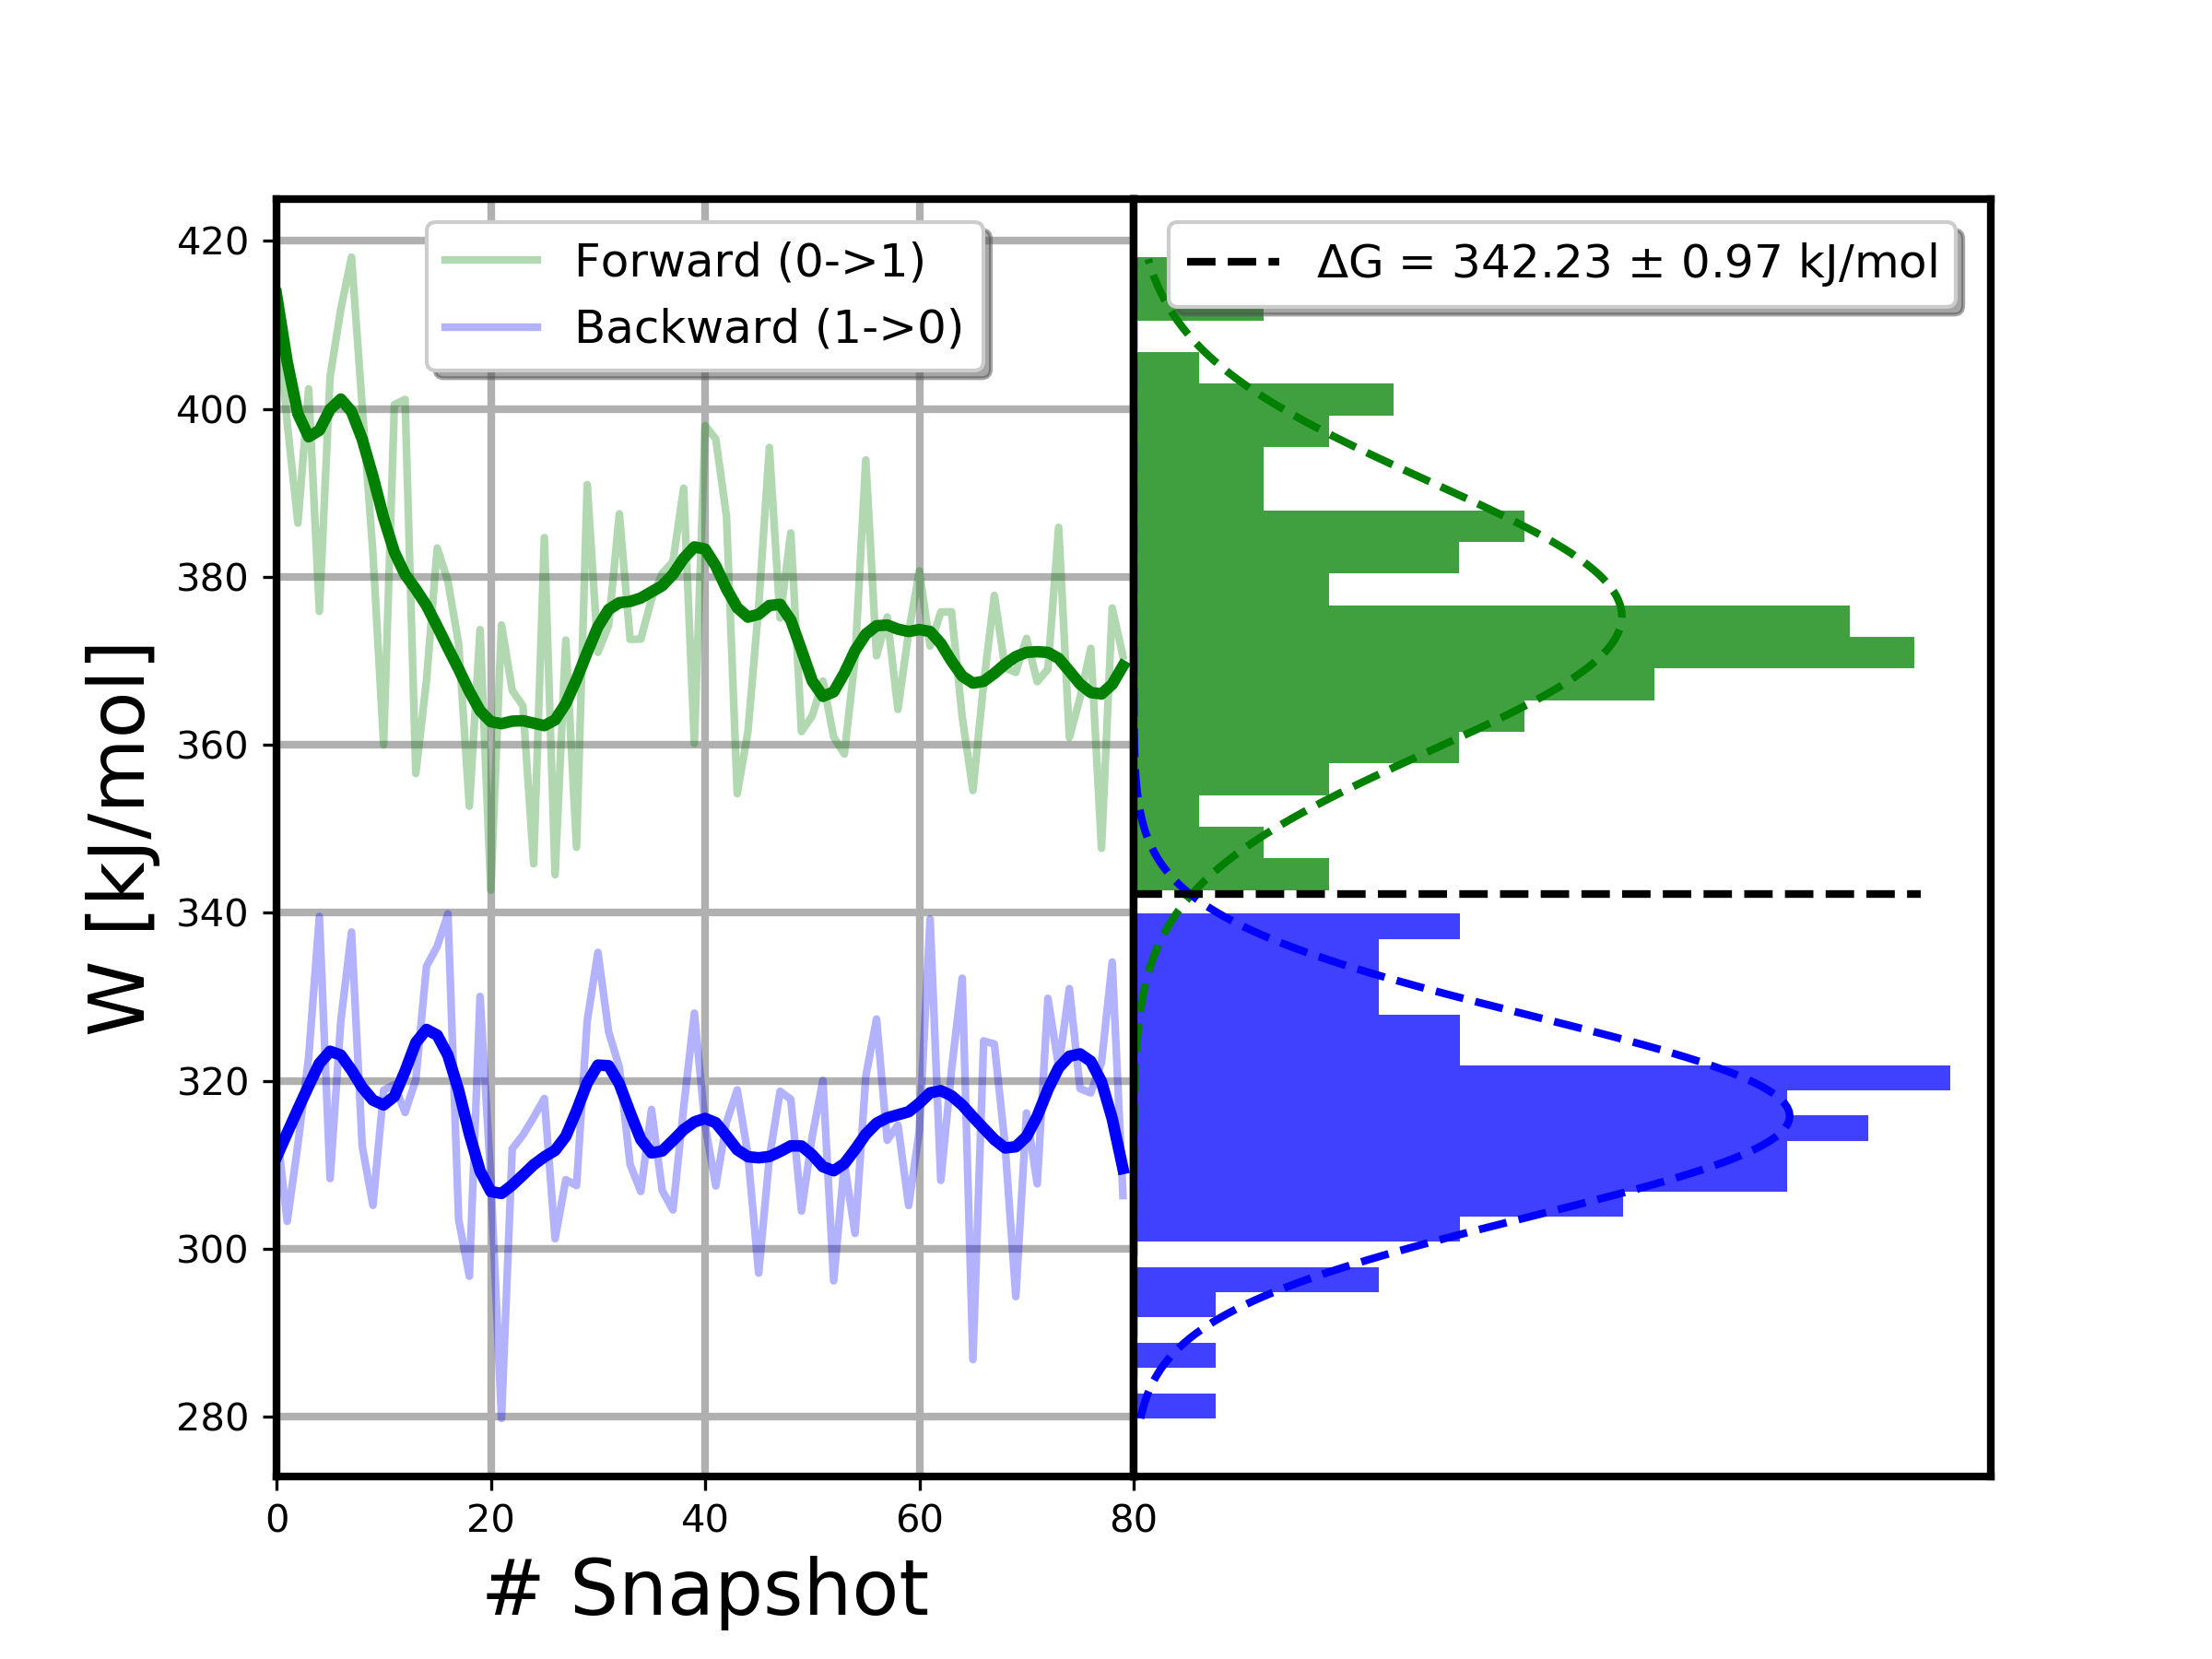 Forward (0->1)
Backward (1->0)
ΔG = 342.23 ± 0.97 kJ/mol
W [kJ/mol]
420
400
380
360
340
320
300
280
0 20 40 60 80
# Snapshot